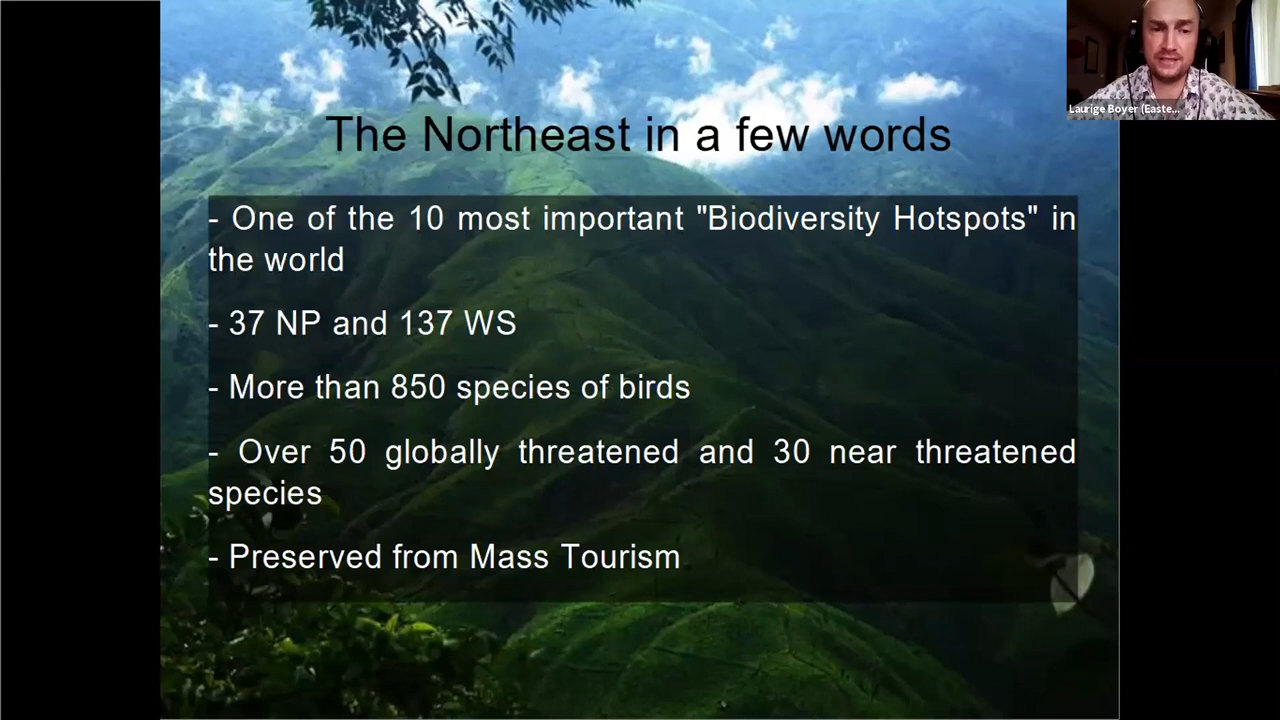 Laurige Boyer (Easte...
The Northeast in a few words
- One of the 10 most important "Biodiversity Hotspots" in
the world
- 37 NP and 137 WS
- More than 850 species of birds
- Over 50 globally threatened and 30 near threatened
species
- Preserved from Mass Tourism